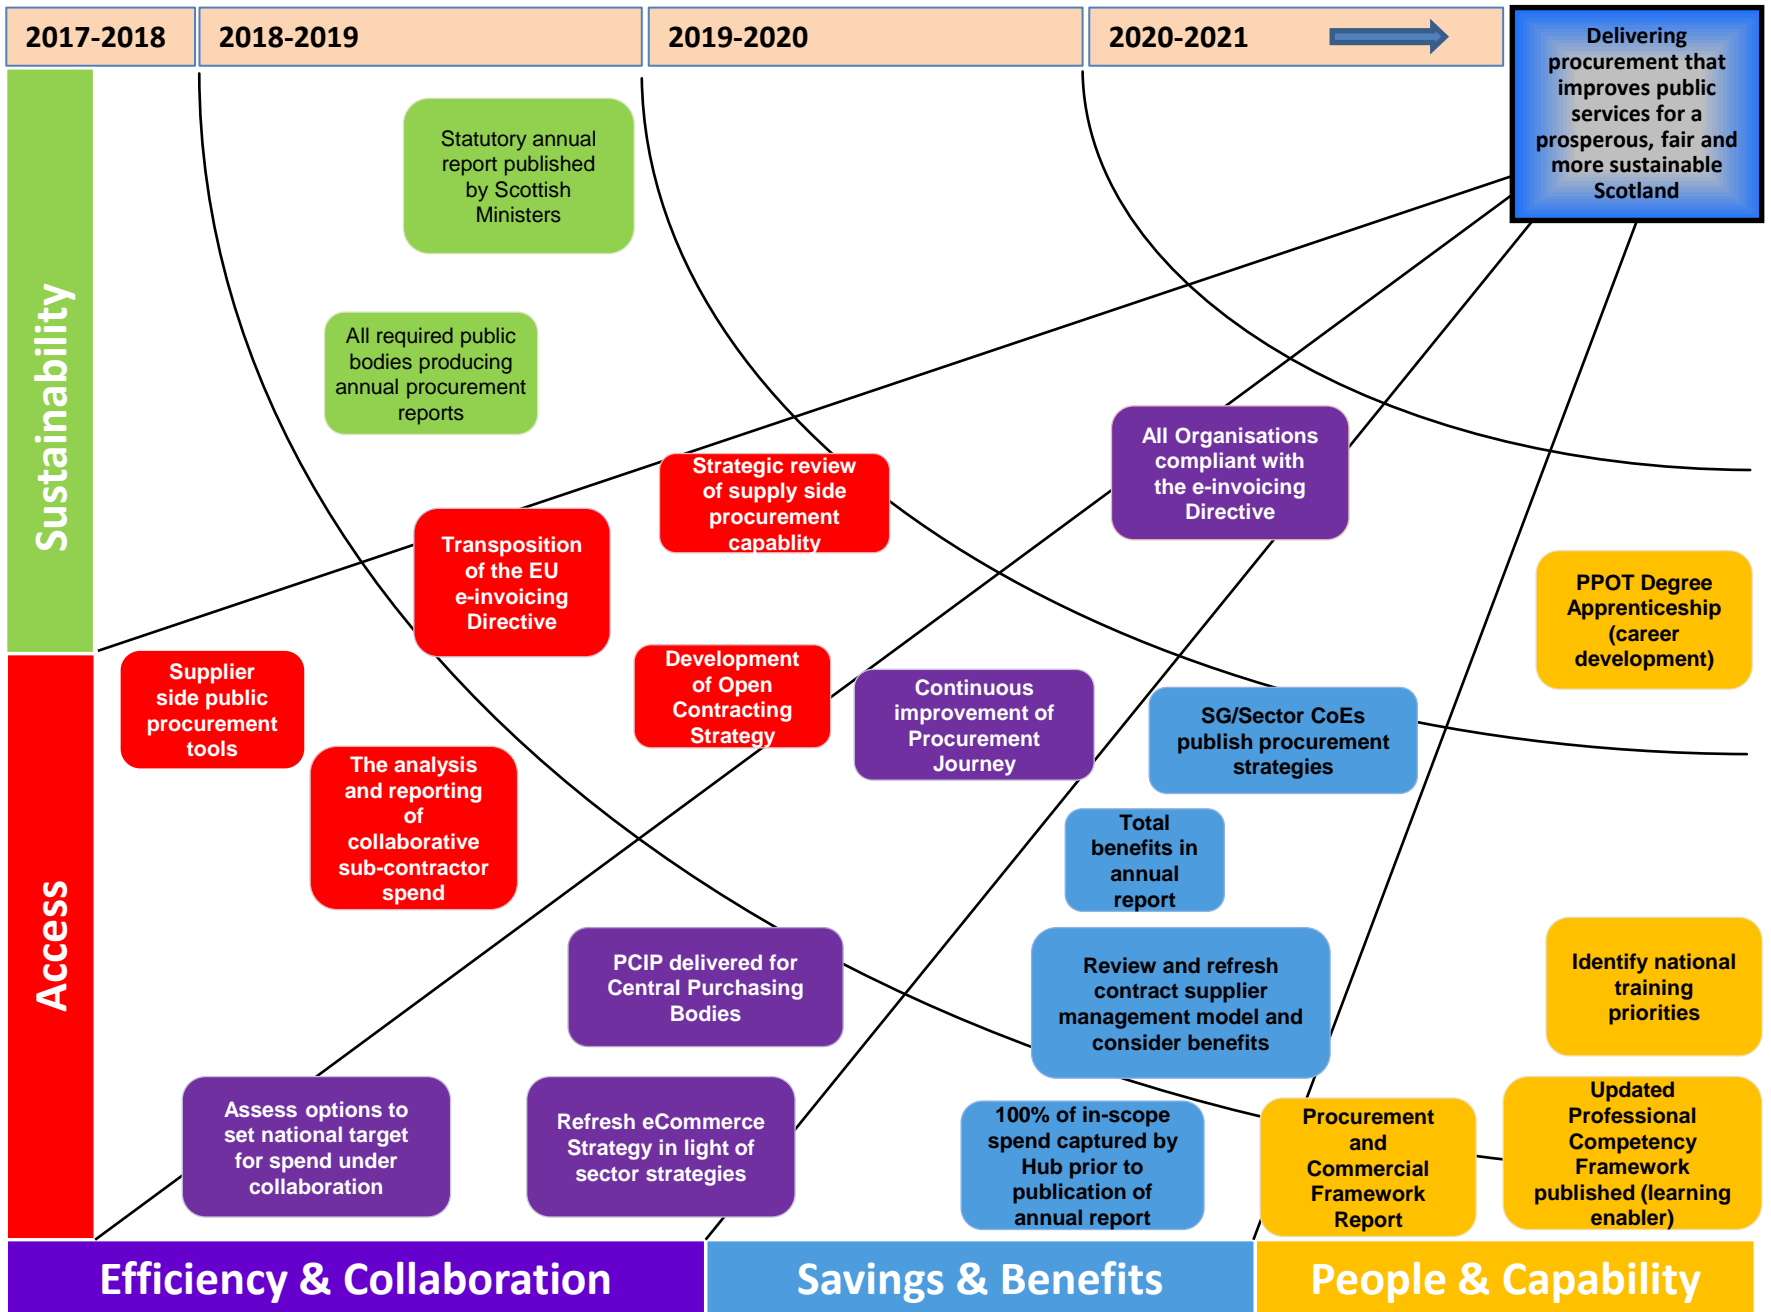 2017-2018
2018-2019
2019-2020
2020-2021
Delivering
procurement that
improves public
services for a
prosperous, fair and
more sustainable
Scotland
Sustainability
Statutory annual
report published
by Scottish
Ministers
All required public
bodies producing
annual procurement
reports
Strategic review
of supply side
procurement
capablity
All Organisations
compliant with
the e-invoicing
Directive
Transposition
of the EU
e-invoicing
Directive
PPOT Degree
Apprenticeship
(career
development)
Access
Supplier
side public
procurement
tools
Development
of Open
Contracting
Strategy
Continuous
improvement of
Procurement
Journey
SG/Sector CoEs
publish procurement
strategies
The analysis
and reporting
of
collaborative
sub-contractor
spend
Total
benefits in
annual
report
PCIP delivered for
Central Purchasing
Bodies
Review and refresh
contract supplier
management model and
consider benefits
Identify national
training
priorities
Assess options to
set national target
for spend under
collaboration
Refresh eCommerce
Strategy in light of
sector strategies
100% of in-scope
spend captured by
Hub prior to
publication of
annual report
Procurement
and
Commercial
Framework
Report
Updated
Professional
Competency
Framework
published (learning
enabler)
Efficiency & Collaboration
Savings & Benefits
People & Capability